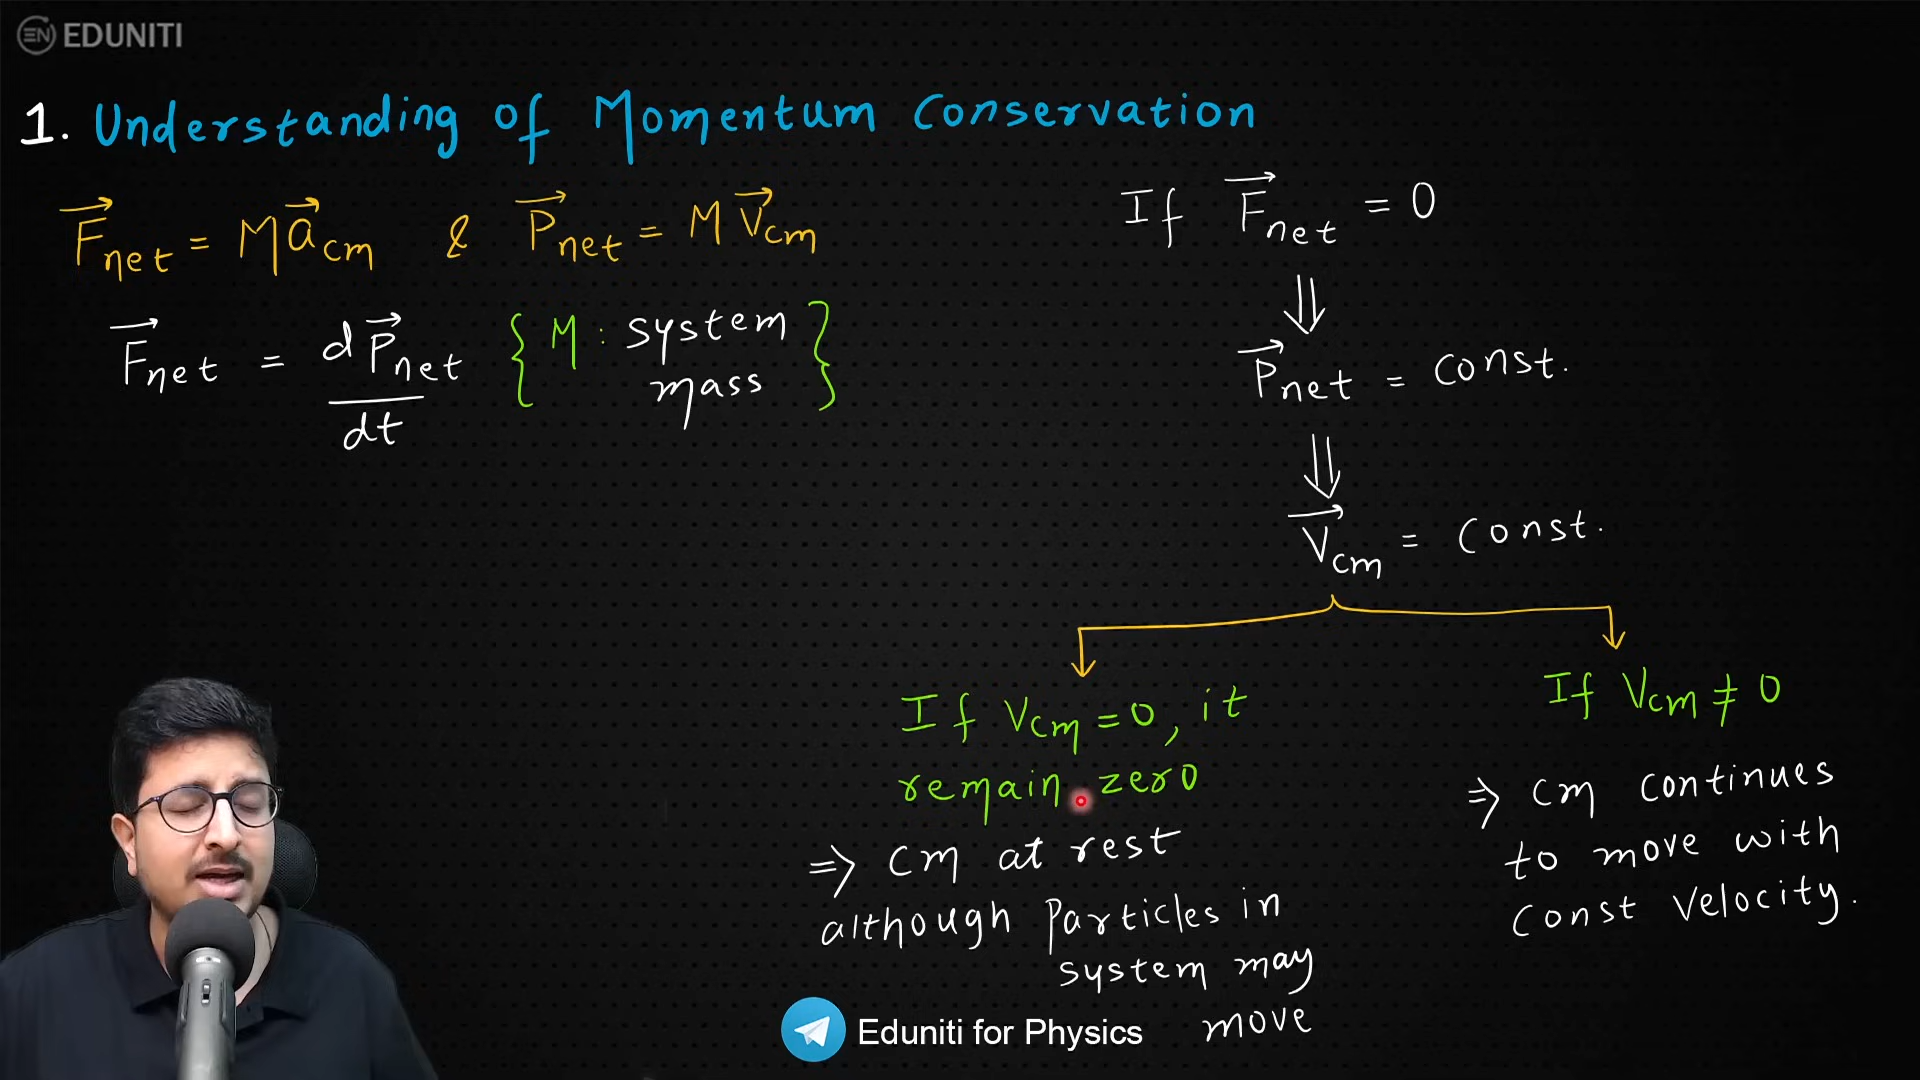 EN EDUNITI
1. Understanding of Momentum Conservation
F⃗net = M a⃗cm & P⃗net = M V⃗cm
F⃗net = dP⃗net/dt { M : system mass }
If F⃗net = 0
⇓
P⃗net = const.
⇓
V⃗cm = const.
If Vcm = 0, it
remain zero
⇒ cm at rest
although Particles in
system may
move
If Vcm ≠ 0
⇒ cm continues
to move with
const velocity.
Eduniti for Physics